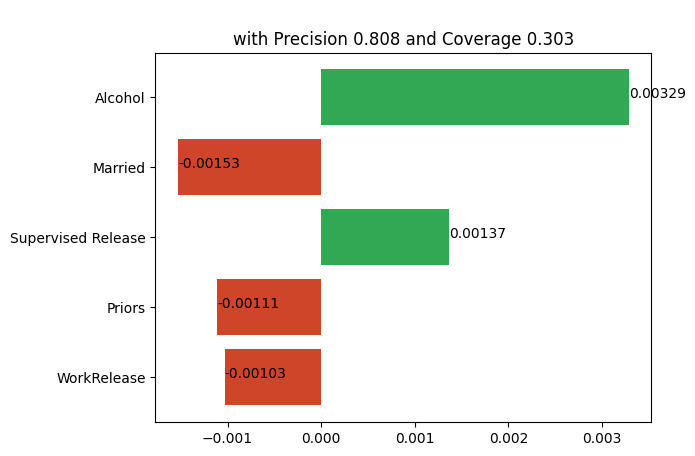 with Precision 0.808 and Coverage 0.303
Alcohol
0.00329
Married
-0.00153
Supervised Release
0.00137
Priors
-0.00111
WorkRelease
-0.00103
−0.001 0.000 0.001 0.002 0.003